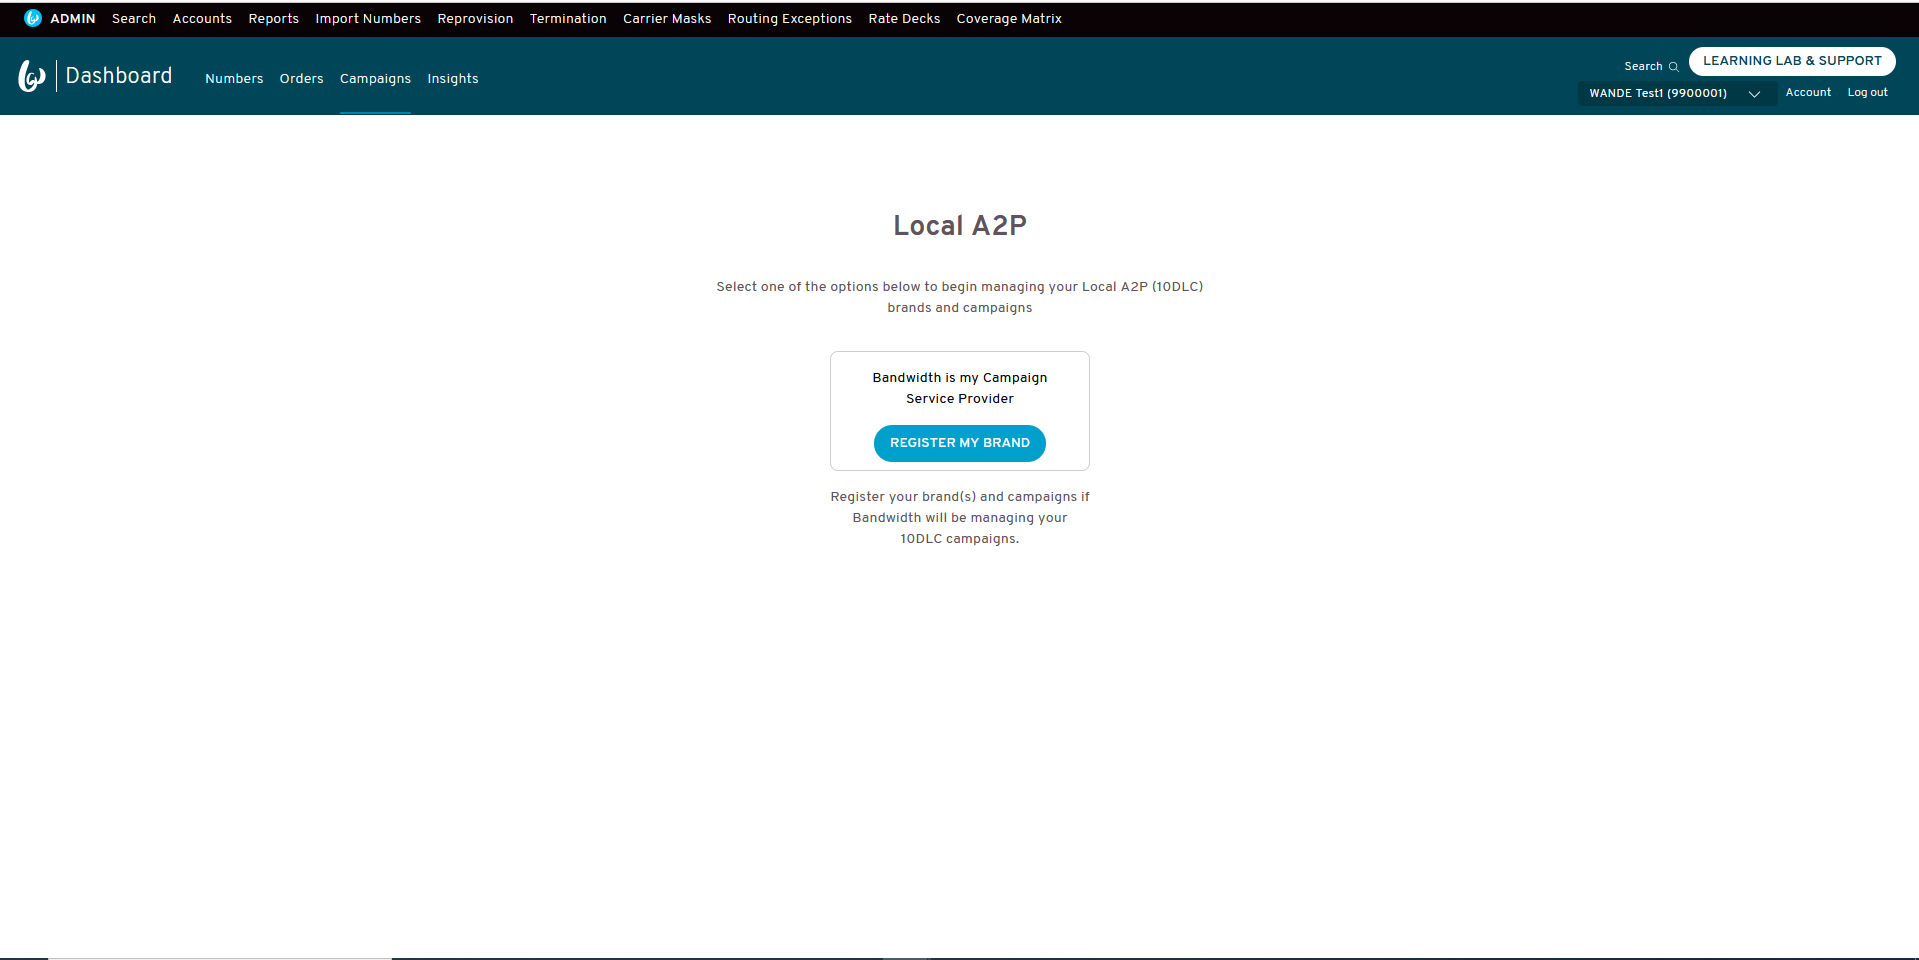 ADMIN Search Accounts Reports Import Numbers Reprovision Termination Carrier Masks Routing Exceptions Rate Decks Coverage Matrix
Dashboard Numbers Orders Campaigns Insights
Search LEARNING LAB & SUPPORT
WANDE Test1 (9900001) Account Log out
Local A2P
Select one of the options below to begin managing your Local A2P (10DLC)
brands and campaigns
Bandwidth is my Campaign
Service Provider
REGISTER MY BRAND
Register your brand(s) and campaigns if
Bandwidth will be managing your
10DLC campaigns.